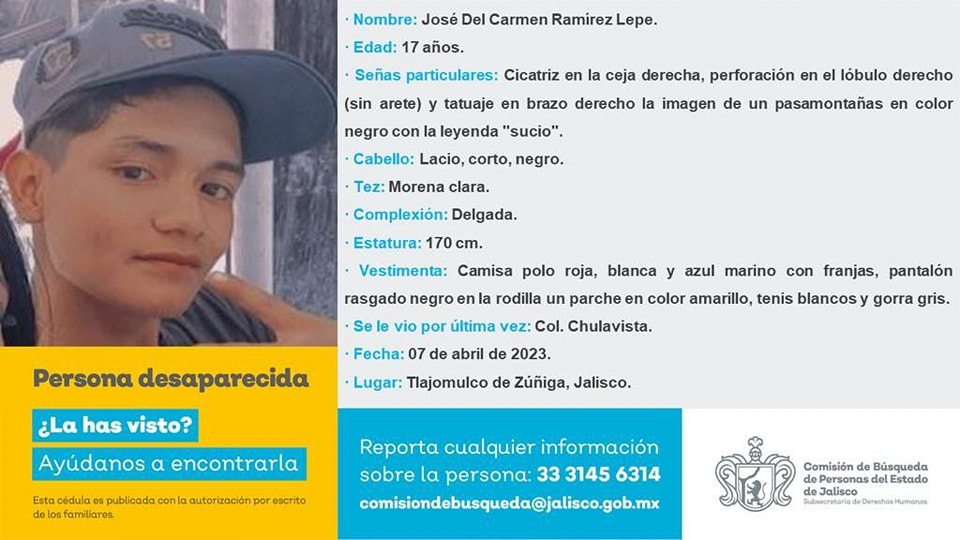 · Nombre: José Del Carmen Ramírez Lepe.
· Edad: 17 años.
· Señas particulares: Cicatriz en la ceja derecha, perforación en el lóbulo derecho
(sin arete) y tatuaje en brazo derecho la imagen de un pasamontañas en color
negro con la leyenda "sucio".
· Cabello: Lacio, corto, negro.
· Tez: Morena clara.
· Complexión: Delgada.
· Estatura: 170 cm.
· Vestimenta: Camisa polo roja, blanca y azul marino con franjas, pantalón
rasgado negro en la rodilla un parche en color amarillo, tenis blancos y gorra gris.
· Se le vio por última vez: Col. Chulavista.
· Fecha: 07 de abril de 2023.
· Lugar: Tlajomulco de Zúñiga, Jalisco.
Persona desaparecida
¿La has visto?
Ayúdanos a encontrarla
Esta cédula es publicada con la autorización por escrito
de los familiares.
Reporta cualquier información
sobre la persona: 33 3145 6314
comisiondebusqueda@jalisco.gob.mx
Comisión de Búsqueda
de Personas del Estado
de Jalisco
Subsecretaría de Derechos Humanos